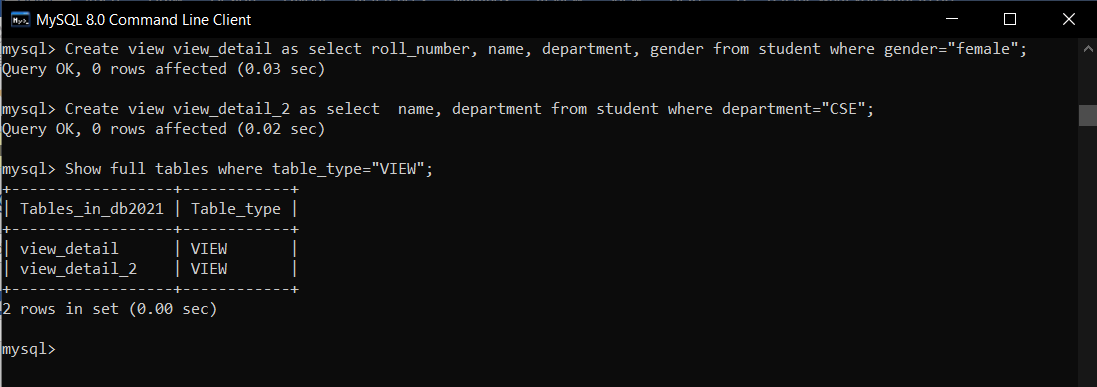 MySQL 8.0 Command Line Client
mysql> Create view view_detail as select roll_number, name, department, gender from student where gender="female";
Query OK, 0 rows affected (0.03 sec)
mysql> Create view view_detail_2 as select  name, department from student where department="CSE";
Query OK, 0 rows affected (0.02 sec)
mysql> Show full tables where table_type="VIEW";
+------------------+------------+
| Tables_in_db2021 | Table_type |
+------------------+------------+
| view_detail      | VIEW       |
| view_detail_2    | VIEW       |
+------------------+------------+
2 rows in set (0.00 sec)
mysql>